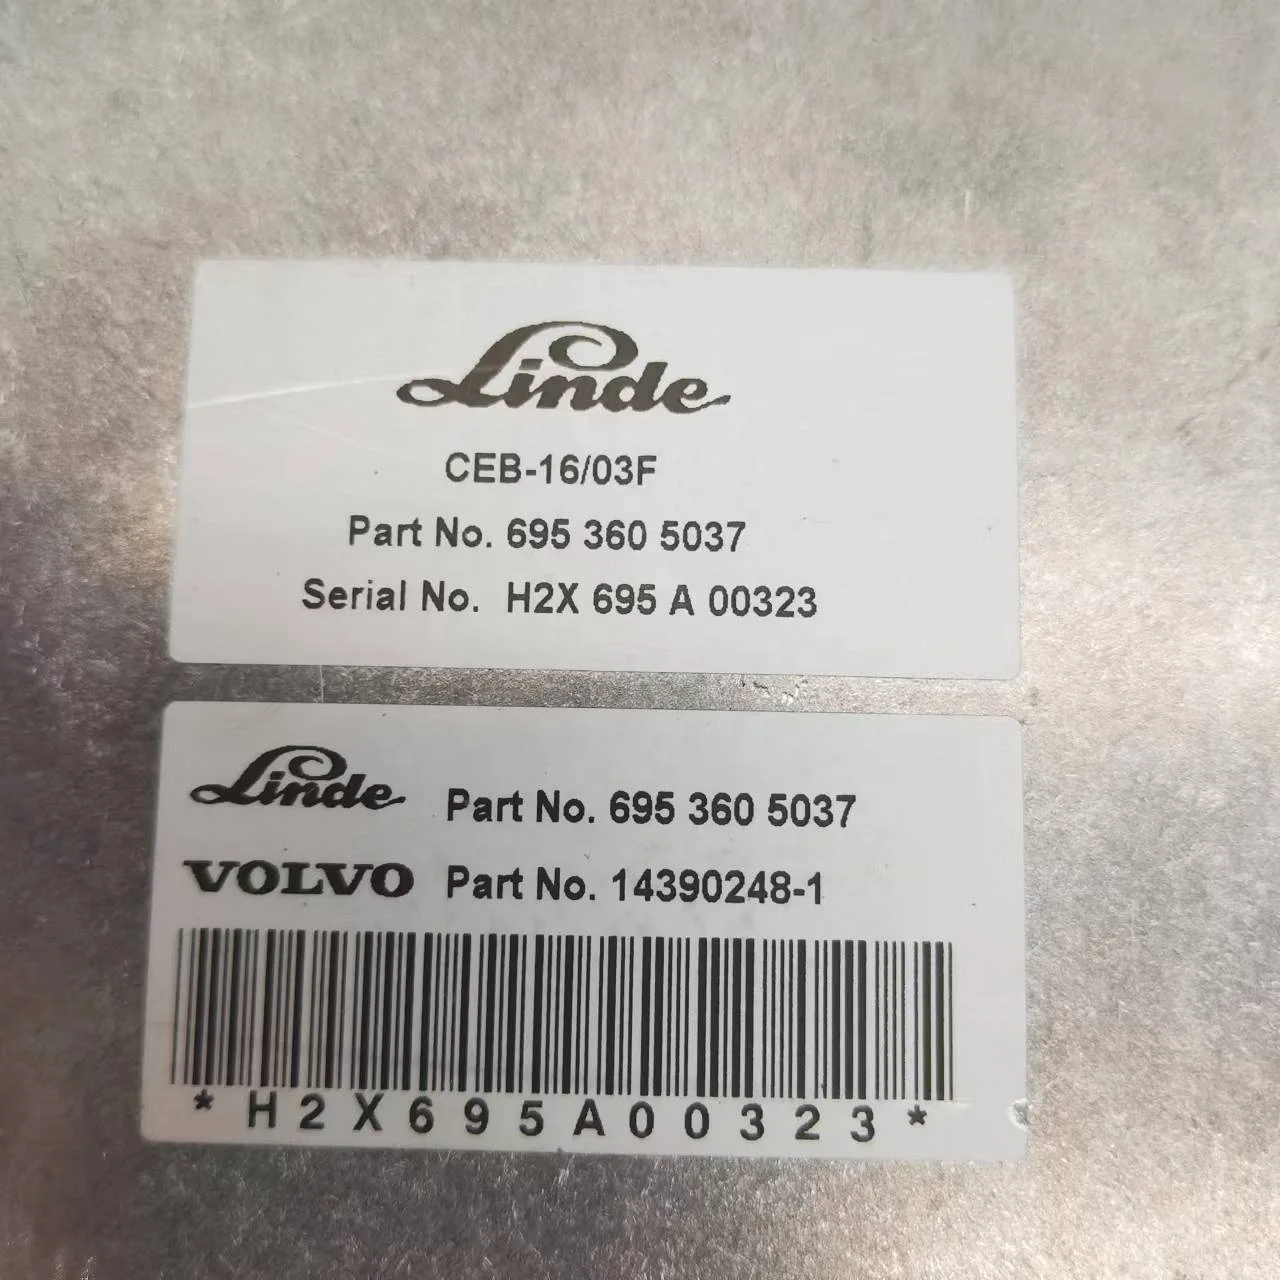 Linde
CEB-16/03F
Part No. 695 360 5037
Serial No. H2X 695 A 00323
Linde Part No. 695 360 5037
VOLVO Part No. 14390248-1
*H2X695A00323*